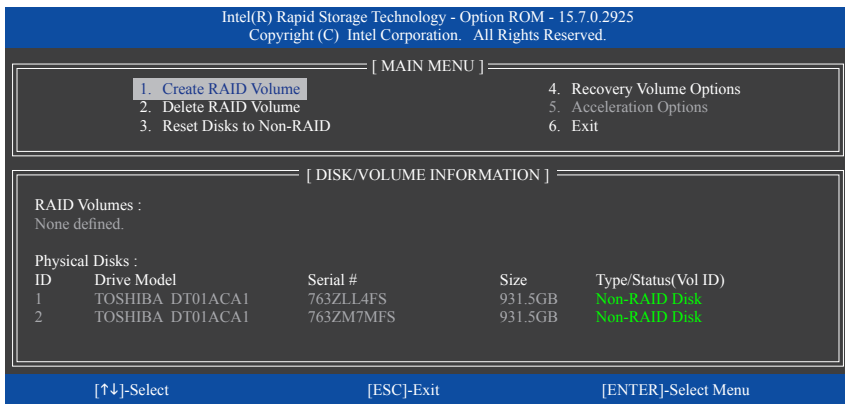 Intel(R) Rapid Storage Technology - Option ROM - 15.7.0.2925
Copyright (C) Intel Corporation. All Rights Reserved.
[ MAIN MENU ]
1. Create RAID Volume
2. Delete RAID Volume
3. Reset Disks to Non-RAID
4. Recovery Volume Options
5. Acceleration Options
6. Exit
[ DISK/VOLUME INFORMATION ]
RAID Volumes :
None defined.
Physical Disks :
ID Drive Model Serial # Size Type/Status(Vol ID)
1 TOSHIBA DT01ACA1 763ZLL4FS 931.5GB Non-RAID Disk
2 TOSHIBA DT01ACA1 763ZM7MFS 931.5GB Non-RAID Disk
[↑↓]-Select [ESC]-Exit [ENTER]-Select Menu